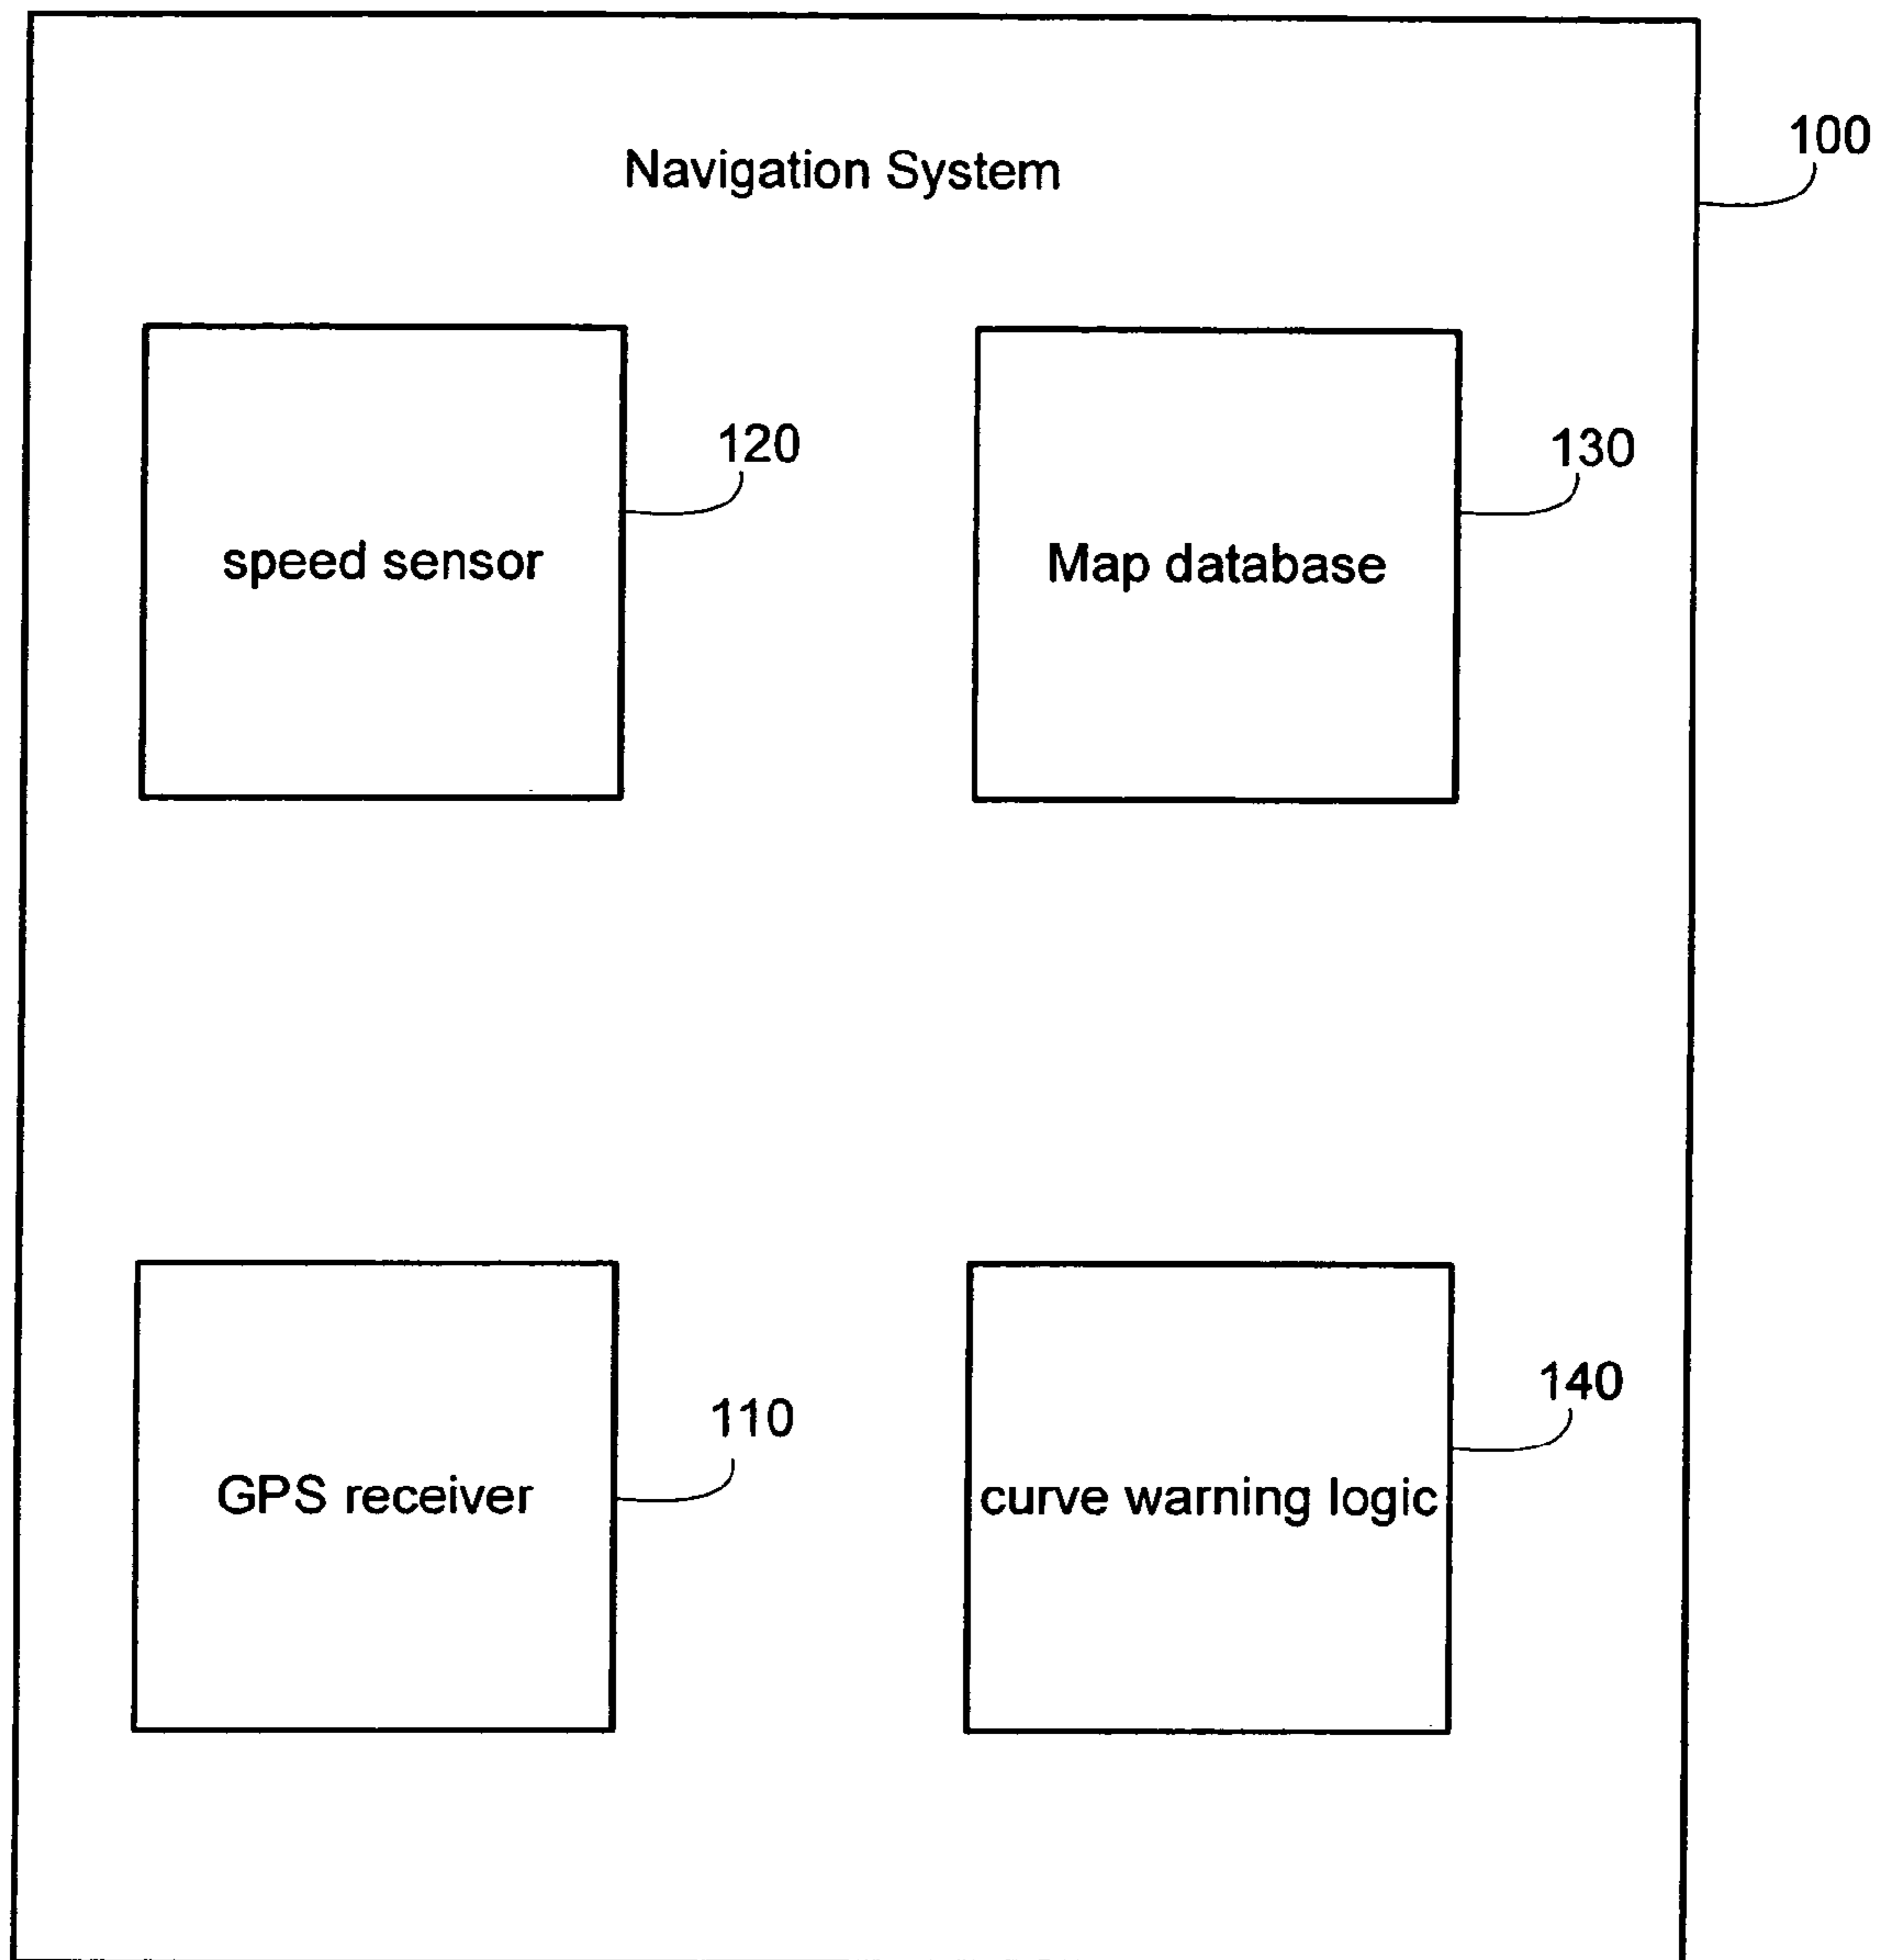 100
Navigation System
120
130
speed sensor
Map database
110
140
GPS receiver
curve warning logic